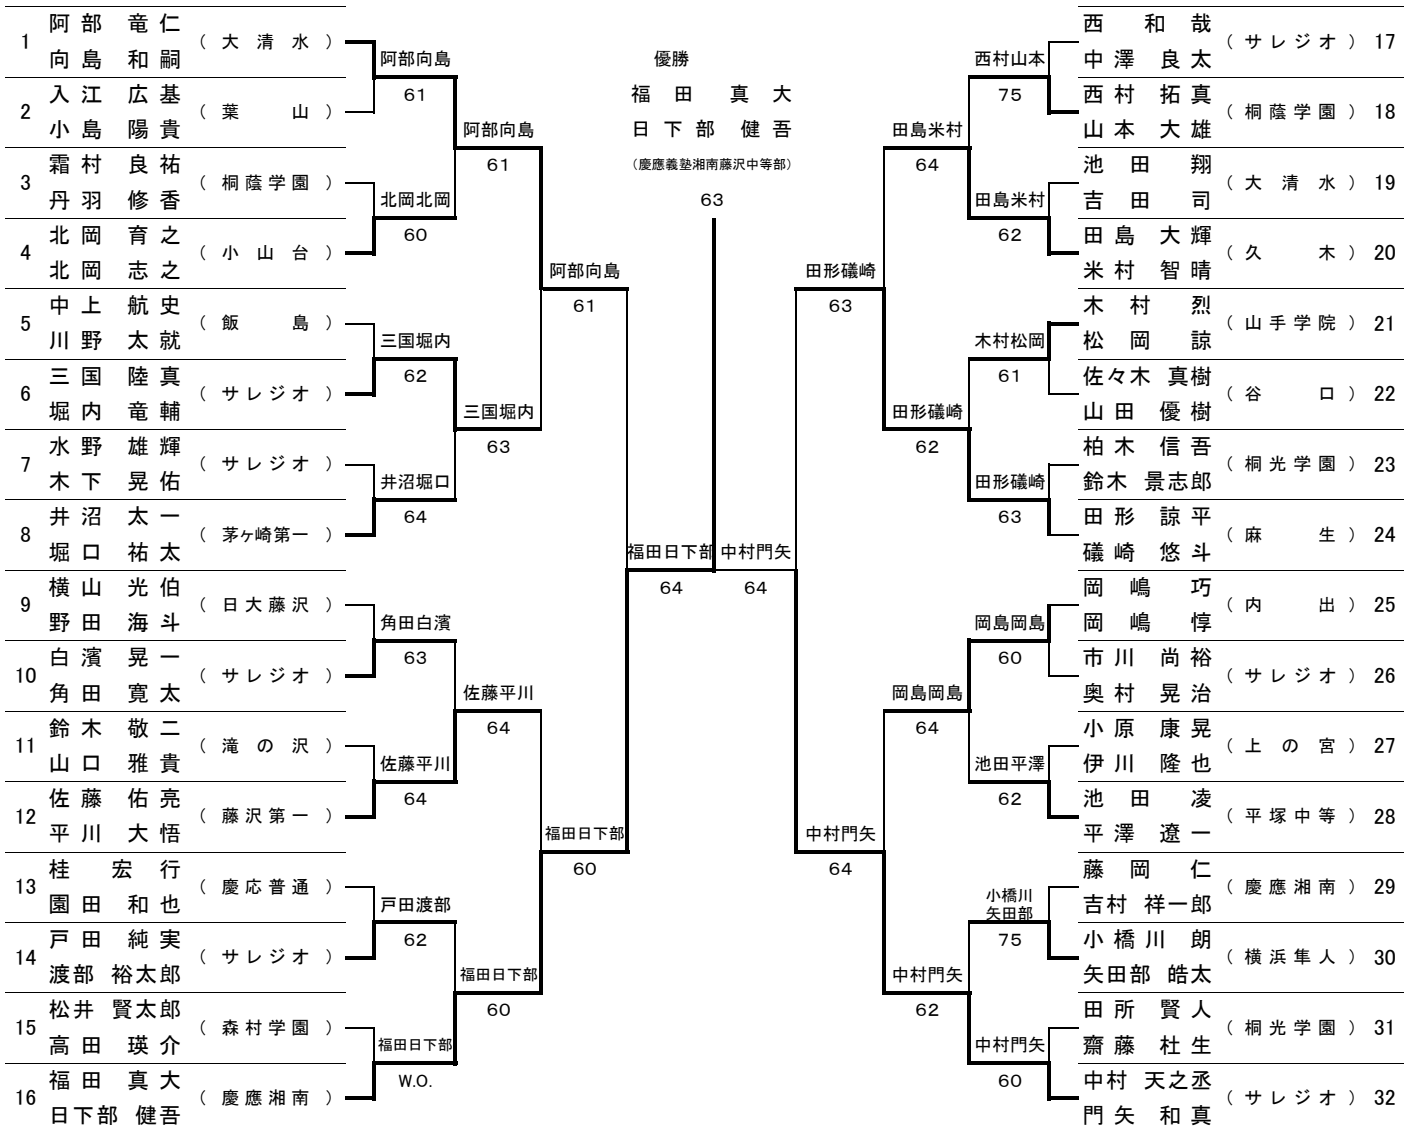 1 阿部 竜仁 (大清水)
向島 和嗣
2 入江 広基 (葉山)
小島 陽貴
3 霜村 良祐 (桐蔭学園)
丹羽 修香
4 北岡 育之 (小山台)
北岡 志之
5 中上 航史 (飯島)
川野 太就
6 三国 陸真 (サレジオ)
堀内 竜輔
7 水野 雄輝 (サレジオ)
木下 晃佑
8 井沼 太一 (茅ヶ崎第一)
堀口 祐太
9 横山 光伯 (日大藤沢)
野田 海斗
10 白濱 晃一 (サレジオ)
角田 寛太
11 鈴木 敬二 (滝の沢)
山口 雅貴
12 佐藤 佑亮 (藤沢第一)
平川 大悟
13 桂 宏行 (慶応普通)
園田 和也
14 戸田 純実 (サレジオ)
渡部 裕太郎
15 松井 賢太郎 (森村学園)
高田 瑛介
16 福田 真大 (慶應湘南)
日下部 健吾
阿部向島
61
北岡北岡
60
三国堀内
62
井沼堀口
64
角田白濱
63
佐藤平川
64
戸田渡部
62
福田日下部
W.O.
阿部向島
61
三国堀内
63
佐藤平川
64
福田日下部
60
阿部向島
61
福田日下部
60
福田日下部
64
優勝
福田 真大
日下部 健吾
(慶應義塾湘南藤沢中等部)
63
中村門矢
64
田形礒崎
63
中村門矢
64
田島米村
64
田形礒崎
62
岡島岡島
64
中村門矢
62
西村山本
75
田島米村
62
木村松岡
61
田形礒崎
63
岡島岡島
60
池田平澤
62
小橋川
矢田部
75
中村門矢
60
西 和哉 (サレジオ) 17
中澤 良太
西村 拓真 (桐蔭学園) 18
山本 大雄
池田 翔 (大清水) 19
吉田 司
田島 大輝 (久木) 20
米村 智晴
木村 烈 (山手学院) 21
松岡 諒
佐々木 真樹 (谷口) 22
山田 優樹
柏木 信吾 (桐光学園) 23
鈴木 景志郎
田形 諒平 (麻生) 24
礒崎 悠斗
岡嶋 巧 (内出) 25
岡嶋 惇
市川 尚裕 (サレジオ) 26
奥村 晃治
小原 康晃 (上の宮) 27
伊川 隆也
池田 凌 (平塚中等) 28
平澤 遼一
藤岡 仁 (慶應湘南) 29
吉村 祥一郎
小橋川 朗 (横浜隼人) 30
矢田部 皓太
田所 賢人 (桐光学園) 31
齋藤 杜生
中村 天之丞 (サレジオ) 32
門矢 和真